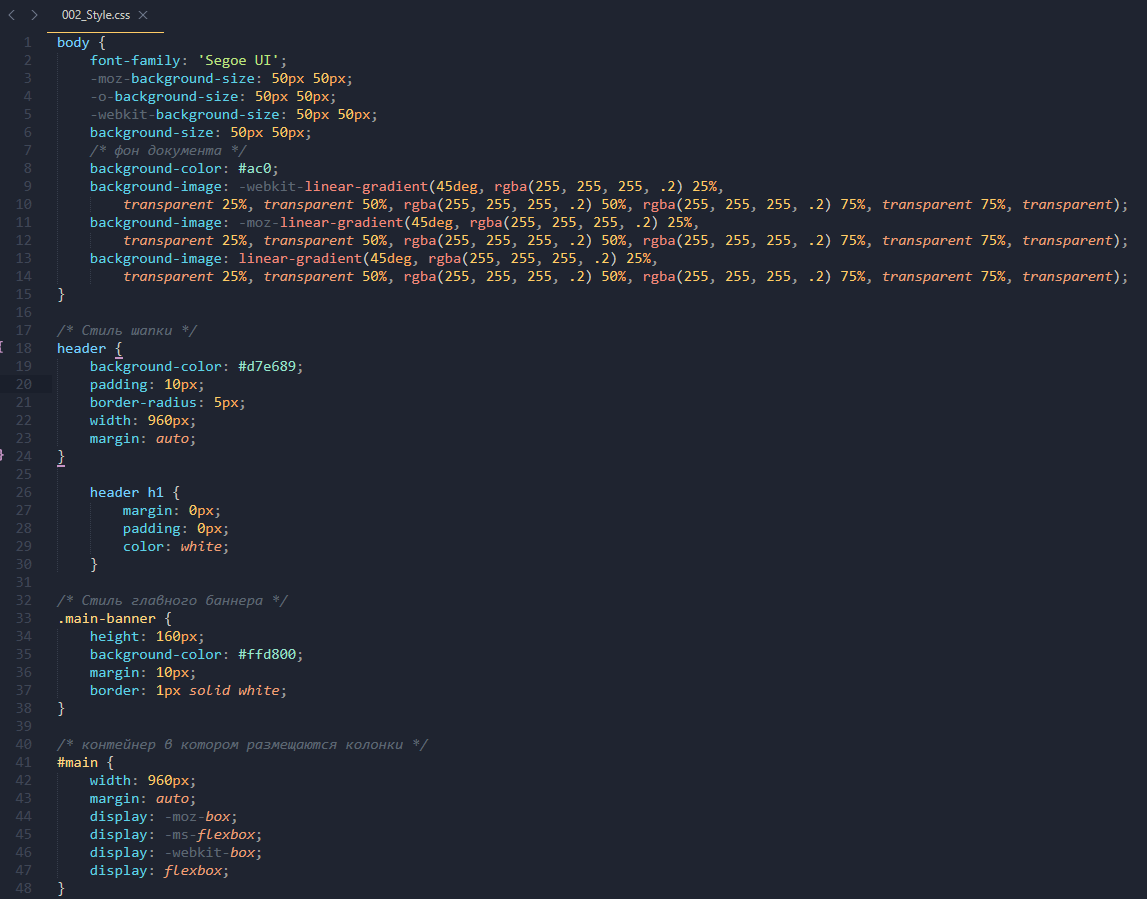 002_Style.css
1 body {
2 font-family: 'Segoe UI';
3 -moz-background-size: 50px 50px;
4 -o-background-size: 50px 50px;
5 -webkit-background-size: 50px 50px;
6 background-size: 50px 50px;
7 /* фон документа */
8 background-color: #ac0;
9 background-image: -webkit-linear-gradient(45deg, rgba(255, 255, 255, .2) 25%,
10 transparent 25%, transparent 50%, rgba(255, 255, 255, .2) 50%, rgba(255, 255, 255, .2) 75%, transparent 75%, transparent);
11 background-image: -moz-linear-gradient(45deg, rgba(255, 255, 255, .2) 25%,
12 transparent 25%, transparent 50%, rgba(255, 255, 255, .2) 50%, rgba(255, 255, 255, .2) 75%, transparent 75%, transparent);
13 background-image: linear-gradient(45deg, rgba(255, 255, 255, .2) 25%,
14 transparent 25%, transparent 50%, rgba(255, 255, 255, .2) 50%, rgba(255, 255, 255, .2) 75%, transparent 75%, transparent);
15 }
16
17 /* Стиль шапки */
18 header {
19 background-color: #d7e689;
20 padding: 10px;
21 border-radius: 5px;
22 width: 960px;
23 margin: auto;
24 }
25
26 header h1 {
27 margin: 0px;
28 padding: 0px;
29 color: white;
30 }
31
32 /* Стиль главного баннера */
33 .main-banner {
34 height: 160px;
35 background-color: #ffd800;
36 margin: 10px;
37 border: 1px solid white;
38 }
39
40 /* контейнер в котором размещаются колонки */
41 #main {
42 width: 960px;
43 margin: auto;
44 display: -moz-box;
45 display: -ms-flexbox;
46 display: -webkit-box;
47 display: flexbox;
48 }